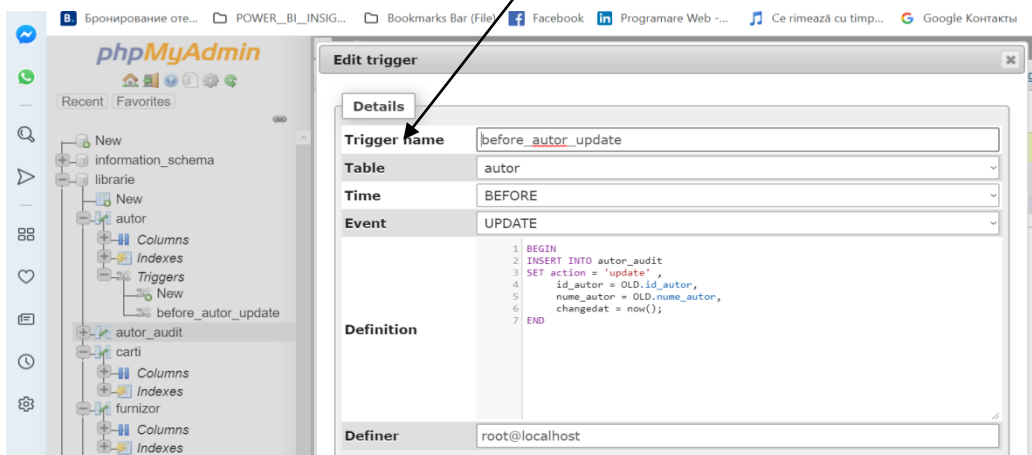 B. Бронирование оте... POWER__BI__INSIG... Bookmarks Bar (File) Facebook in Programare Web -... Ce rimează cu timp... G Google Контакты
phpMyAdmin
Recent Favorites
New
information_schema
librarie
New
autor
Columns
Indexes
Triggers
New
before_autor_update
autor_audit
carti
Columns
Indexes
furnizor
Columns
Indexes
Edit trigger
Details
Trigger name before_autor_update
Table autor
Time BEFORE
Event UPDATE
Definition
1 BEGIN
2 INSERT INTO autor_audit
3 SET action = 'update' ,
4 id_autor = OLD.id_autor,
5 nume_autor = OLD.nume_autor,
6 changedat = now();
7 END
Definer root@localhost